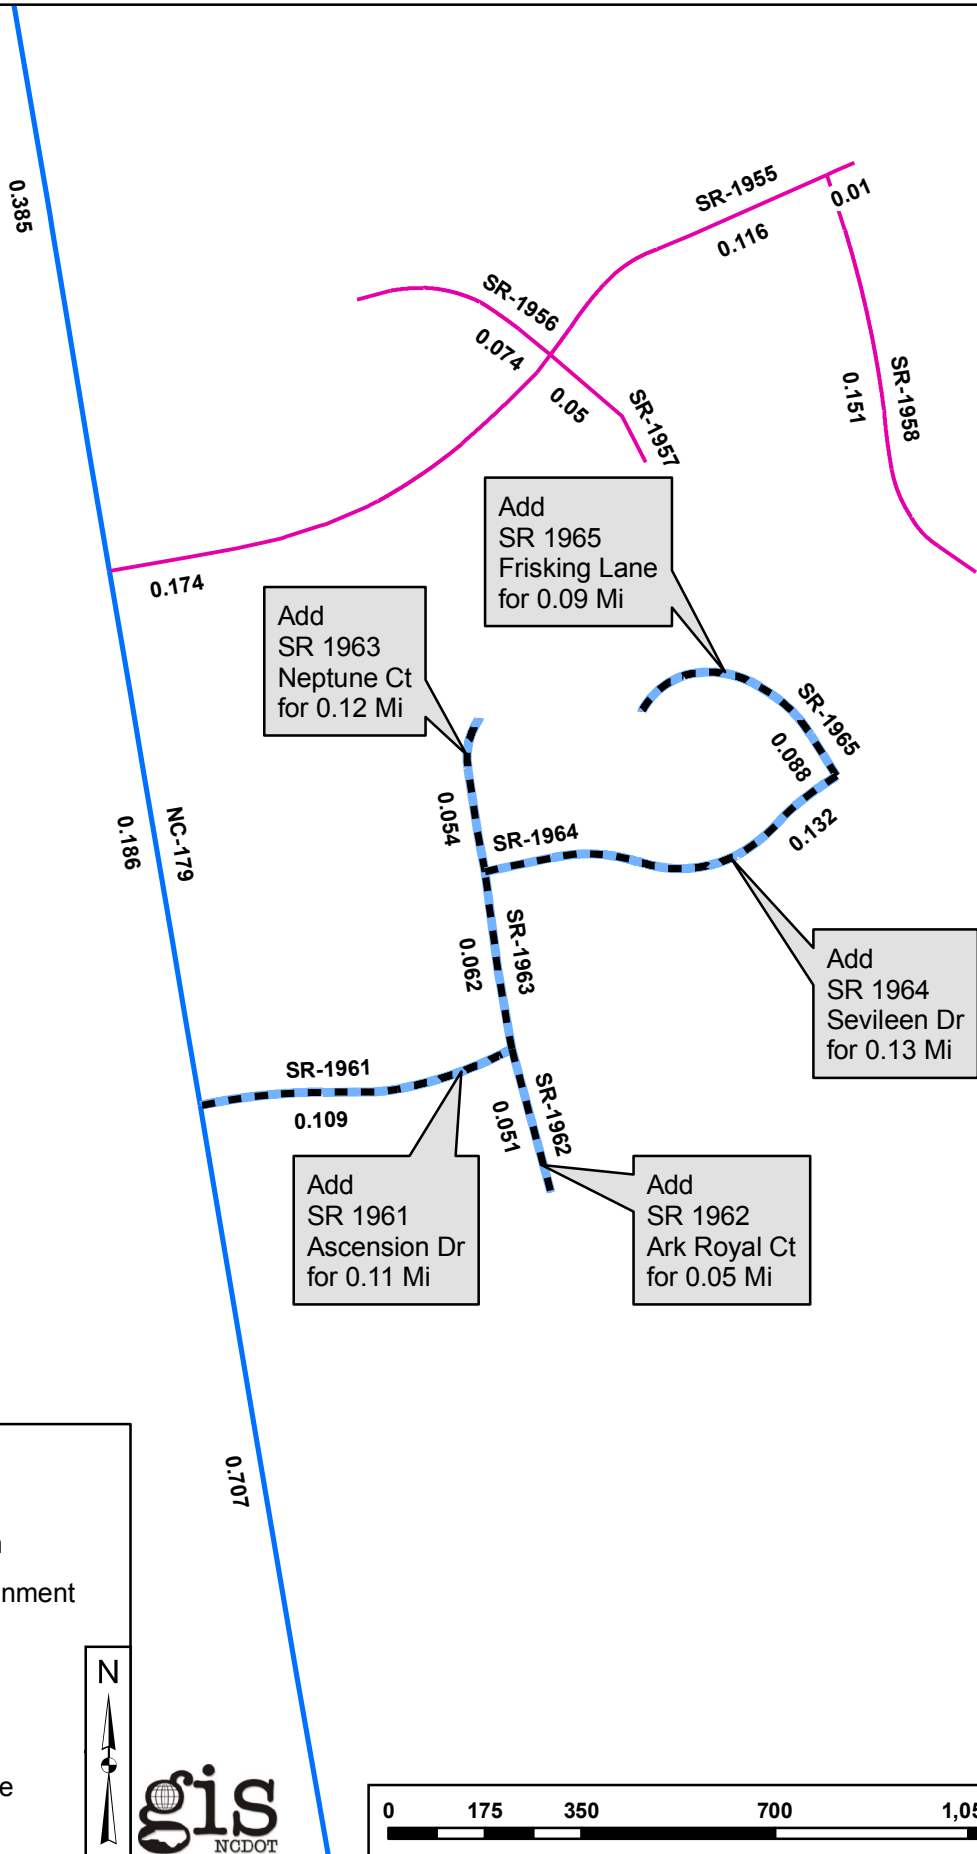 0.385
SR-1955
0.01
0.116
SR-1956
0.074
0.05
SR-1957
0.151
SR-1958
0.174
Add
SR 1965
Frisking Lane
for 0.09 Mi
Add
SR 1963
Neptune Ct
for 0.12 Mi
SR-1965
0.088
0.054
SR-1964
0.132
NC-179
0.186
SR-1963
0.062
Add
SR 1964
Sevileen Dr
for 0.13 Mi
SR-1961
0.109
SR-1962
0.051
Add
SR 1961
Ascension Dr
for 0.11 Mi
Add
SR 1962
Ark Royal Ct
for 0.05 Mi
0.707
nment
N
e
gis
NCDOT
0 175 350 700 1,05